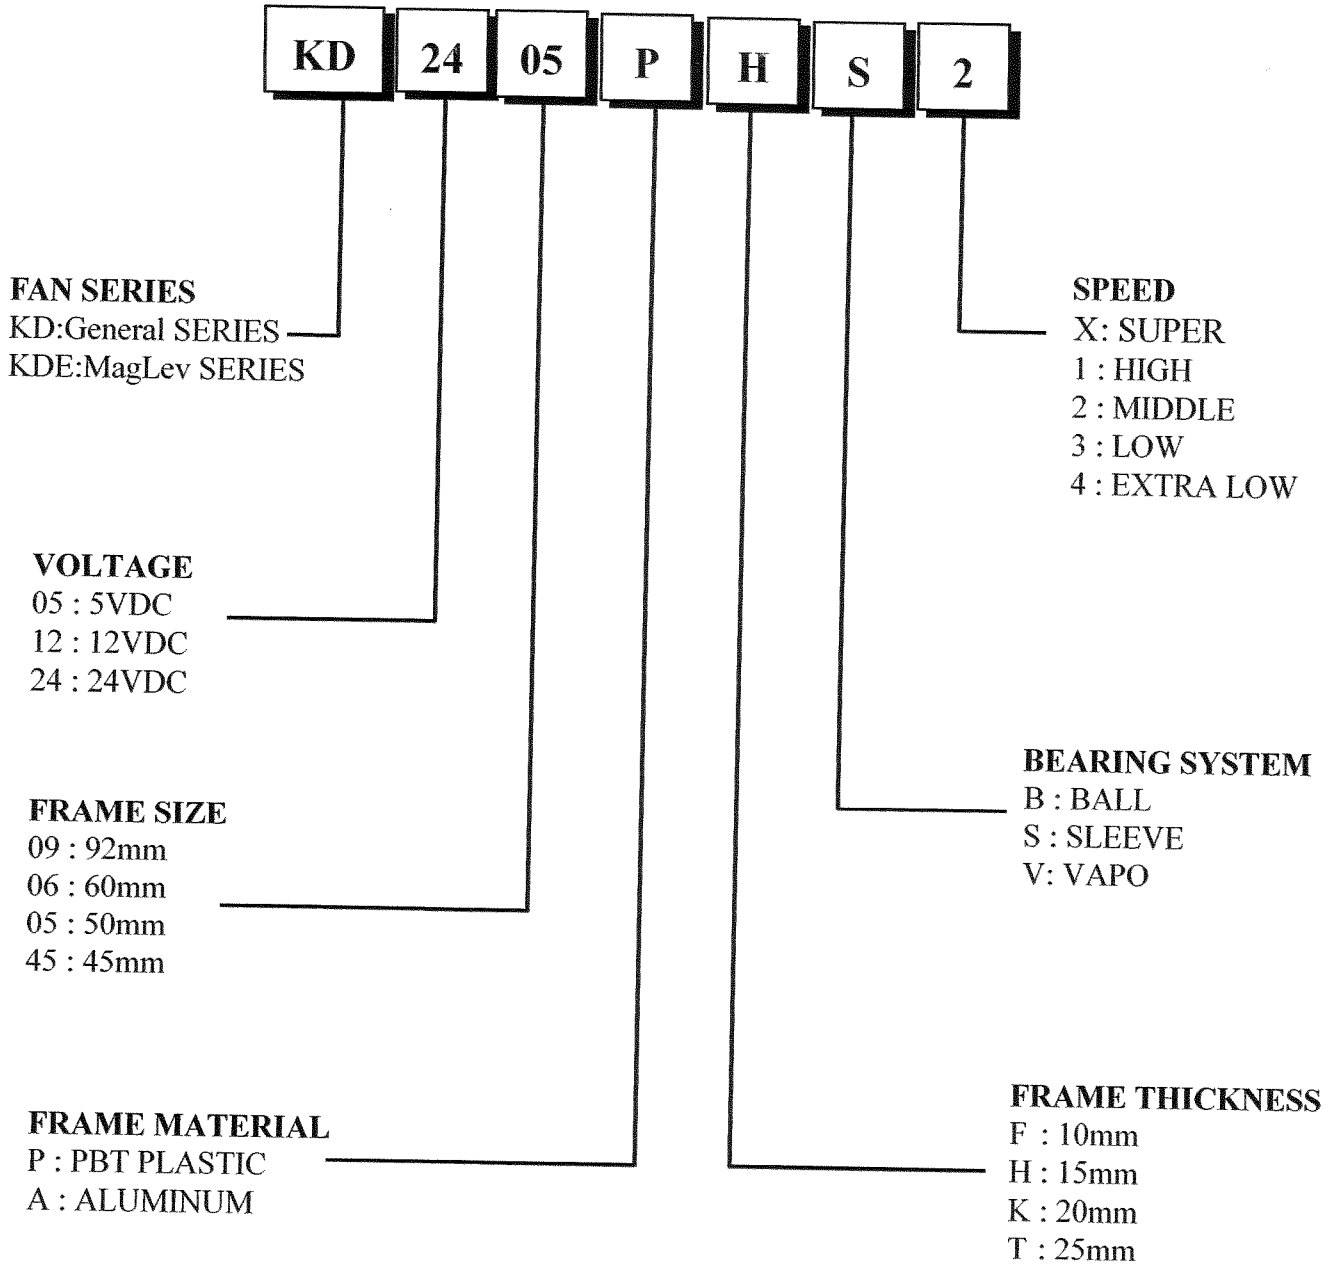 KD 24 05 P H S 2
FAN SERIES
KD:General SERIES
KDE:MagLev SERIES
SPEED
X: SUPER
1 : HIGH
2 : MIDDLE
3 : LOW
4 : EXTRA LOW
VOLTAGE
05 : 5VDC
12 : 12VDC
24 : 24VDC
BEARING SYSTEM
B : BALL
S : SLEEVE
V: VAPO
FRAME SIZE
09 : 92mm
06 : 60mm
05 : 50mm
45 : 45mm
FRAME MATERIAL
P : PBT PLASTIC
A : ALUMINUM
FRAME THICKNESS
F : 10mm
H : 15mm
K : 20mm
T : 25mm